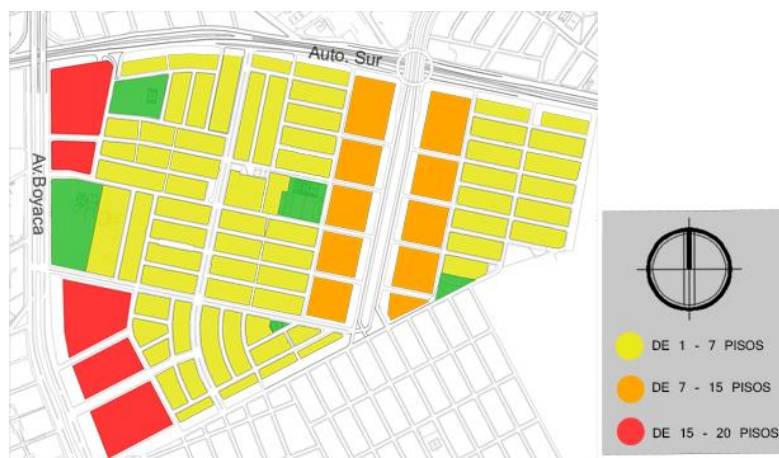 Auto. Sur
Av.Boyaca
DE 1 - 7 PISOS
DE 7 - 15 PISOS
DE 15 - 20 PISOS